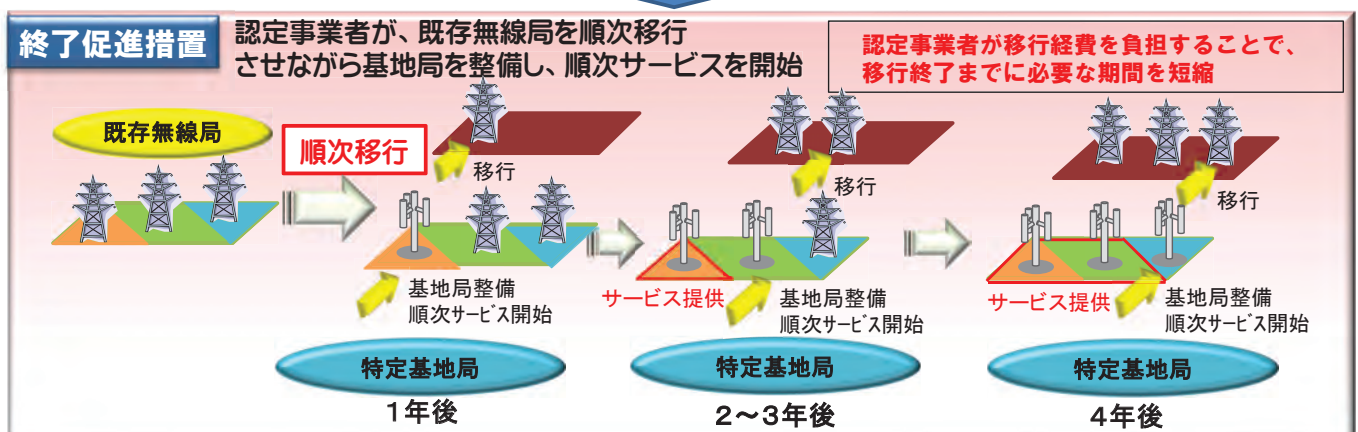 終了促進措置
認定事業者が、既存無線局を順次移行
させながら基地局を整備し、順次サービスを開始
認定事業者が移行経費を負担することで、
移行終了までに必要な期間を短縮
既存無線局
順次移行
移行
移行
移行
基地局整備
順次サービス開始
サービス提供
基地局整備
順次サービス開始
サービス提供
基地局整備
順次サービス開始
特定基地局
特定基地局
特定基地局
1年後
2～3年後
4年後